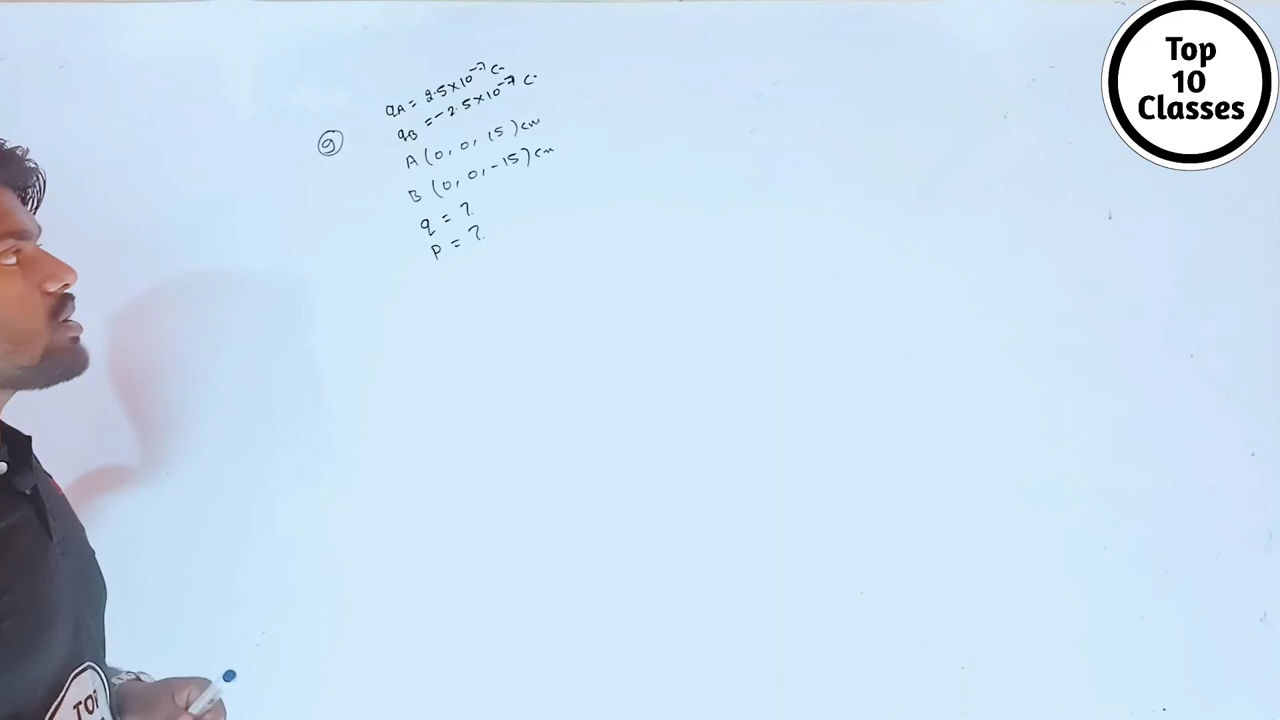 Top
10
Classes
9
qA = 2.5×10⁻⁷ C.
qB = -2.5×10⁻⁷ C.
A (0, 0, 15) cm
B (0, 0, -15) cm
q = ?
P = ?
TOP